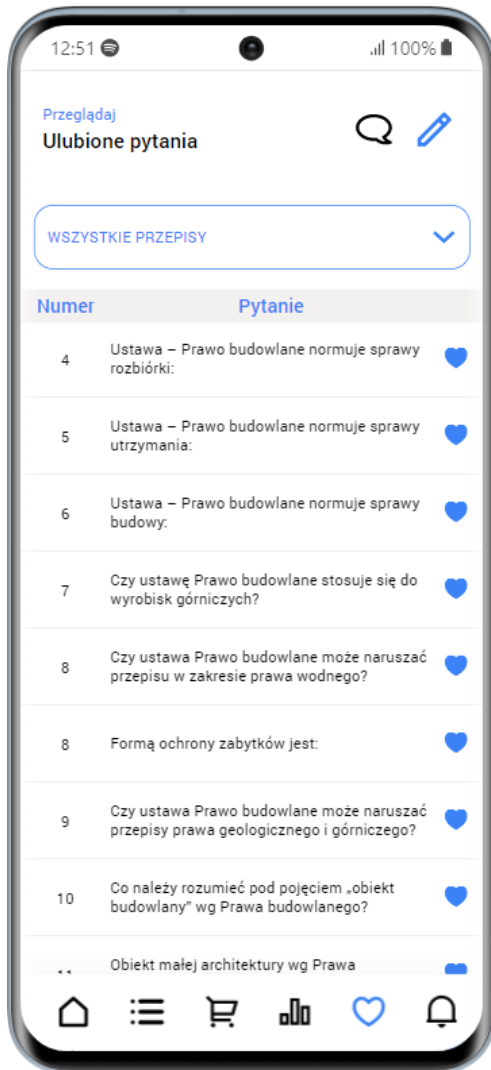 12:51
100%
Przeglądaj
Ulubione pytania
WSZYSTKIE PRZEPISY
Numer Pytanie
4 Ustawa – Prawo budowlane normuje sprawy
rozbiórki:
5 Ustawa – Prawo budowlane normuje sprawy
utrzymania:
6 Ustawa – Prawo budowlane normuje sprawy
budowy:
7 Czy ustawę Prawo budowlane stosuje się do
wyrobisk górniczych?
8 Czy ustawa Prawo budowlane może naruszać
przepisu w zakresie prawa wodnego?
8 Formą ochrony zabytków jest:
9 Czy ustawa Prawo budowlane może naruszać
przepisy prawa geologicznego i górniczego?
10 Co należy rozumieć pod pojęciem „obiekt
budowlany” wg Prawa budowlanego?
Obiekt małej architektury wg Prawa